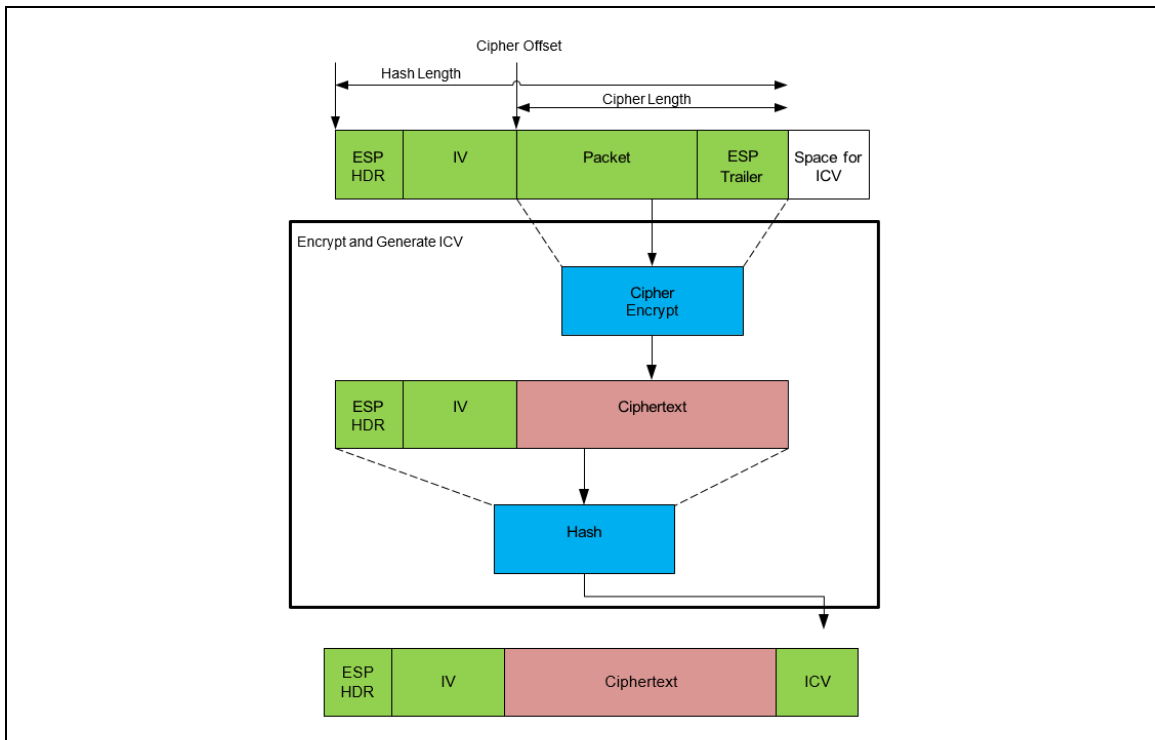 Cipher Offset
Hash Length
Cipher Length
ESP
HDR
IV
Packet
ESP
Trailer
Space for
ICV
Encrypt and Generate ICV
Cipher
Encrypt
ESP
HDR
IV
Ciphertext
Hash
ESP
HDR
IV
Ciphertext
ICV